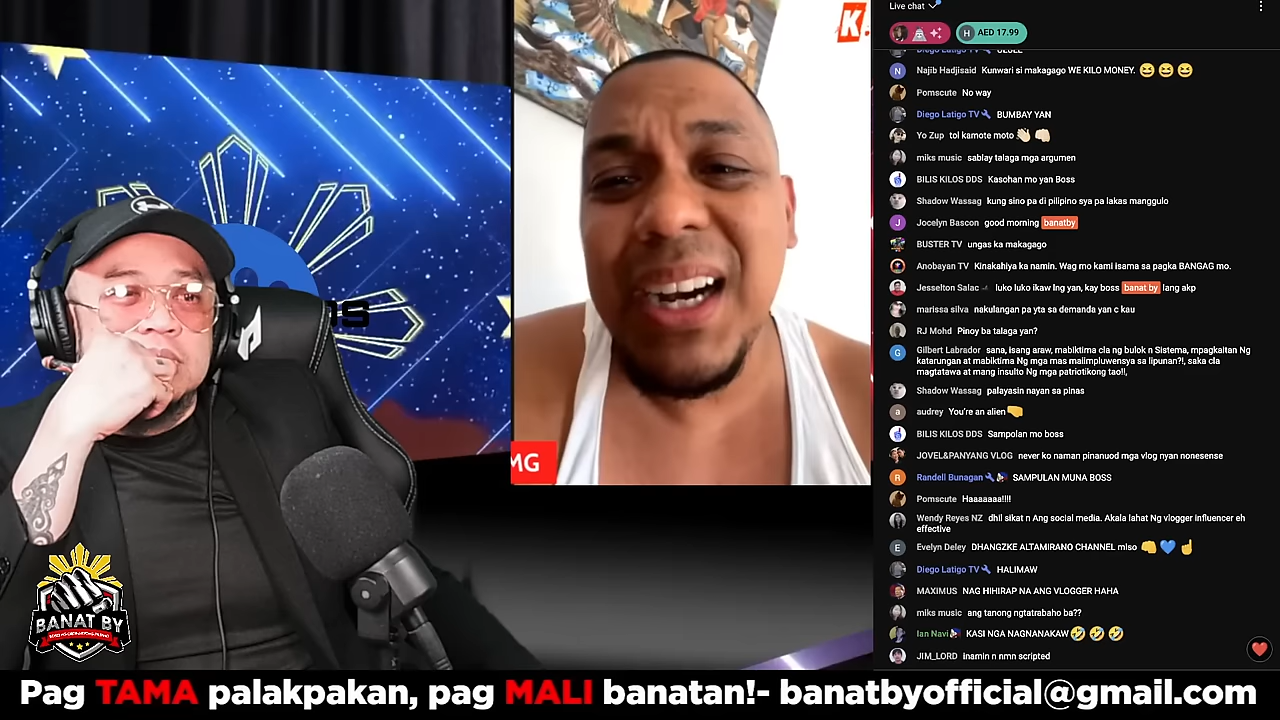 Live chat
K.
H AED 17.99
Diego Latigo TV
N Najib Hadjisaid Kunwari si makagago WE KILO MONEY. 😆 😆 😆
Pomscute No way
Diego Latigo TV BUMBAY YAN
Yo Zup tol kamote moto 👏🏻 👊🏻
miks music sablay talaga mga argumen
BILIS KILOS DDS Kasohan mo yan Boss
Shadow Wassag kung sino pa di pilipino sya pa lakas manggulo
J Jocelyn Bascon good morning banatby
BUSTER TV ungas ka makagago
Anobayan TV Kinakahiya ka namin. Wag mo kami isama sa pagka BANGAG mo.
Jesselton Salac luko luko ikaw lng yan, kay boss banat by lang akp
marissa silva nakulangan pa yta sa demanda yan c kau
RJ Mohd Pinoy ba talaga yan?
G Gilbert Labrador sana, isang araw, mabiktima cla ng bulok n Sistema, mpagkaitan Ng
katarungan at mabiktima Ng mga mas malimpluwensya sa lipunan?!, saka cla
magtatawa at mang insulto Ng mga patriotikong tao!!,
Shadow Wassag palayasin nayan sa pinas
a audrey You're an alien 🤜
BILIS KILOS DDS Sampolan mo boss
JOVEL&PANYANG VLOG never ko naman pinanuod mga vlog nyan nonesense
R Randell Bunagan SAMPULAN MUNA BOSS
Pomscute Haaaaaaa!!!!
Wendy Reyes NZ dhil sikat n Ang social media. Akala lahat Ng vlogger influencer eh
effective
E Evelyn Deley DHANGZKE ALTAMIRANO CHANNEL mlso 👊 💙 ☝
Diego Latigo TV HALIMAW
MAXIMUS NAG HIHIRAP NA ANG VLOGGER HAHA
miks music ang tanong ngtatrabaho ba??
Ian Navi KASI NGA NAGNANAKAW 🤣 🤣 🤣
JIM_LORD inamin n nmn scripted
MG
BANAT BY
Pag TAMA palakpakan, pag MALI banatan!- banatbyofficial@gmail.com